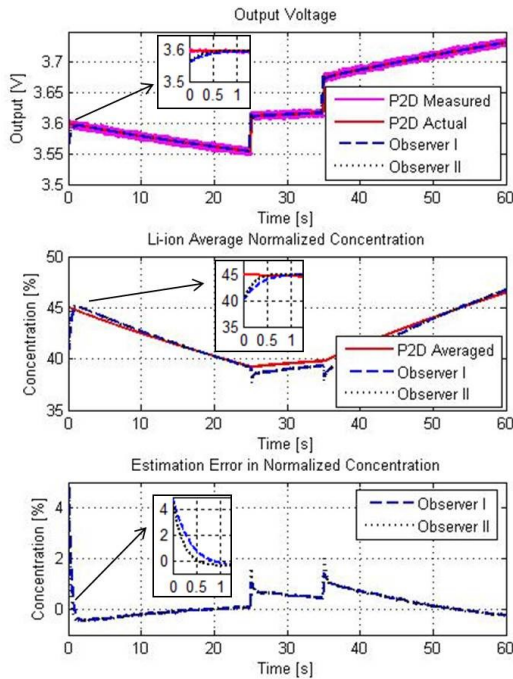 Output Voltage
3.7
3.65
3.6
3.55
3.5
Output [V]
3.6
3.5
0 0.5 1
P2D Measured
P2D Actual
Observer I
Observer II
0 10 20 30 40 50 60
Time [s]
Li-ion Average Normalized Concentration
50
45
40
35
Concentration [%]
45
40
35
0 0.5 1
P2D Averaged
Observer I
Observer II
0 10 20 30 40 50 60
Time [s]
Estimation Error in Normalized Concentration
4
2
0
Concentration [%]
4
2
0
0 0.5 1
Observer I
Observer II
0 10 20 30 40 50 60
Time [s]